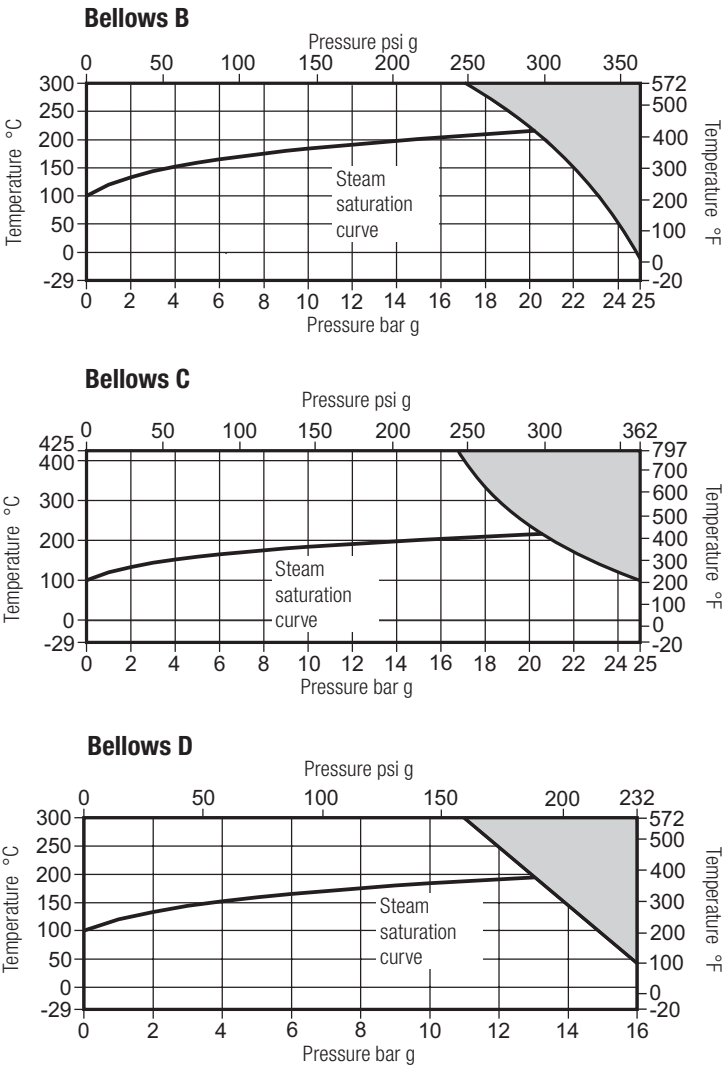 Bellows B
Pressure psi g
0 50 100 150 200 250 300 350
300 572
250 500
200 400
150 300
100 200
50 100
0 0
-29 -20
Temperature °C
Temperature °F
Steam
saturation
curve
0 2 4 6 8 10 12 14 16 18 20 22 24 25
Pressure bar g
Bellows C
Pressure psi g
0 50 100 150 200 250 300 362
425 797
400 700
600
300 500
200 400
300
100 200
100
0 0
-29 -20
Temperature °C
Temperature °F
Steam
saturation
curve
0 2 4 6 8 10 12 14 16 18 20 22 24 25
Pressure bar g
Bellows D
Pressure psi g
0 50 100 150 200 232
300 572
250 500
200 400
150 300
100 200
50 100
0 0
-29 -20
Temperature °C
Temperature °F
Steam
saturation
curve
0 2 4 6 8 10 12 14 16
Pressure bar g